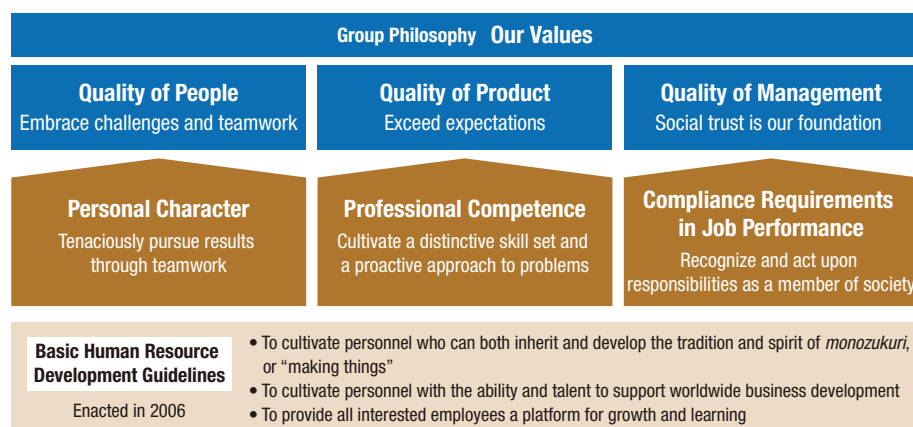 Group Philosophy Our Values
Quality of People
Embrace challenges and teamwork
Quality of Product
Exceed expectations
Quality of Management
Social trust is our foundation
Personal Character
Tenaciously pursue results
through teamwork
Professional Competence
Cultivate a distinctive skill set and
a proactive approach to problems
Compliance Requirements
in Job Performance
Recognize and act upon
responsibilities as a member of society
Basic Human Resource
Development Guidelines
Enacted in 2006
• To cultivate personnel who can both inherit and develop the tradition and spirit of monozukuri,
or “making things”
• To cultivate personnel with the ability and talent to support worldwide business development
• To provide all interested employees a platform for growth and learning